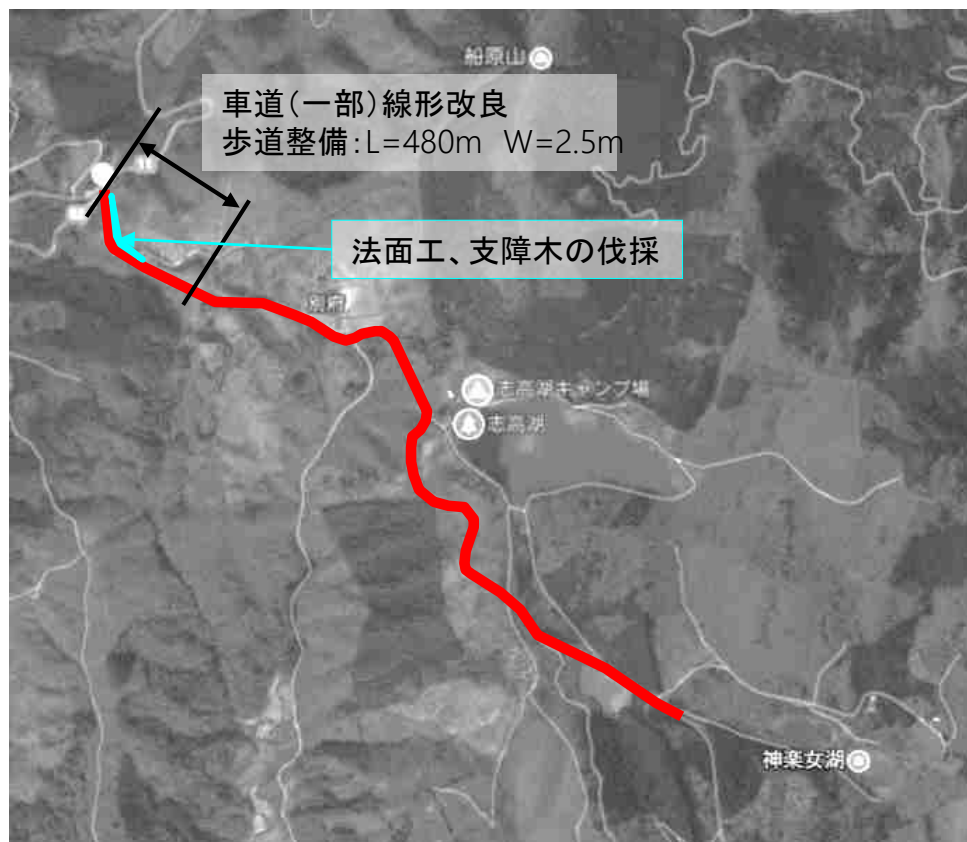 船原山
車道(一部)線形改良
歩道整備:L=480m W=2.5m
法面工、支障木の伐採
別府
志高湖キャンプ場
志高湖
神楽女湖